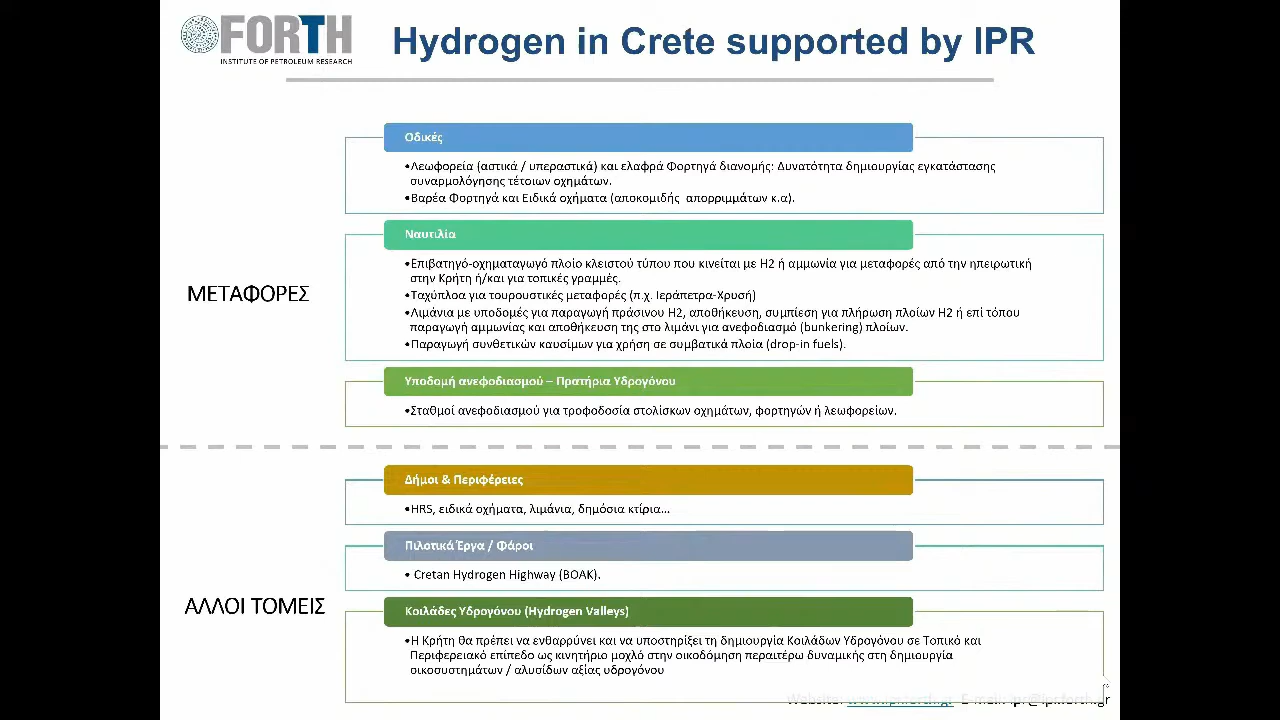 FORTH
INSTITUTE OF PETROLEUM RESEARCH
Hydrogen in Crete supported by IPR
ΜΕΤΑΦΟΡΕΣ
Οδικές
•Λεωφορεία (αστικά / υπεραστικά) και ελαφρά Φορτηγά διανομής: Δυνατότητα δημιουργίας εγκατάστασης
συναρμολόγησης τέτοιων οχημάτων.
•Βαρέα Φορτηγά και Ειδικά οχήματα (αποκομιδής απορριμμάτων κ.α).
Ναυτιλία
•Επιβατηγό-οχηματαγωγό πλοίο κλειστού τύπου που κινείται με Η2 ή αμμωνία για μεταφορές από την ηπειρωτική
στην Κρήτη ή/και για τοπικές γραμμές.
•Ταχύπλοα για τουρουστικές μεταφορές (π.χ. Ιεράπετρα-Χρυσή)
•Λιμάνια με υποδομές για παραγωγή πράσινου Η2, αποθήκευση, συμπίεση για πλήρωση πλοίων Η2 ή επί τόπου
παραγωγή αμμωνίας και αποθήκευση της στο λιμάνι για ανεφοδιασμό (bunkering) πλοίων.
•Παραγωγή συνθετικών καυσίμων για χρήση σε συμβατικά πλοία (drop-in fuels).
Υποδομή ανεφοδιασμού – Πρατήρια Υδρογόνου
•Σταθμοί ανεφοδιασμού για τροφοδοσία στολίσκων οχημάτων, φορτηγών ή λεωφορείων.
ΑΛΛΟΙ ΤΟΜΕΙΣ
Δήμοι & Περιφέρειες
•HRS, ειδικά οχήματα, λιμάνια, δημόσια κτίρια...
Πιλοτικά Έργα / Φάροι
• Cretan Hydrogen Highway (BOAK).
Κοιλάδες Υδρογόνου (Hydrogen Valleys)
•Η Κρήτη θα πρέπει να ενθαρρύνει και να υποστηρίξει τη δημιουργία Κοιλάδων Υδρογόνου σε Τοπικό και
Περιφερειακό επίπεδο ως κινητήριο μοχλό στην οικοδόμηση περαιτέρω δυναμικής στη δημιουργία
οικοσυστημάτων / αλυσίδων αξίας υδρογόνου